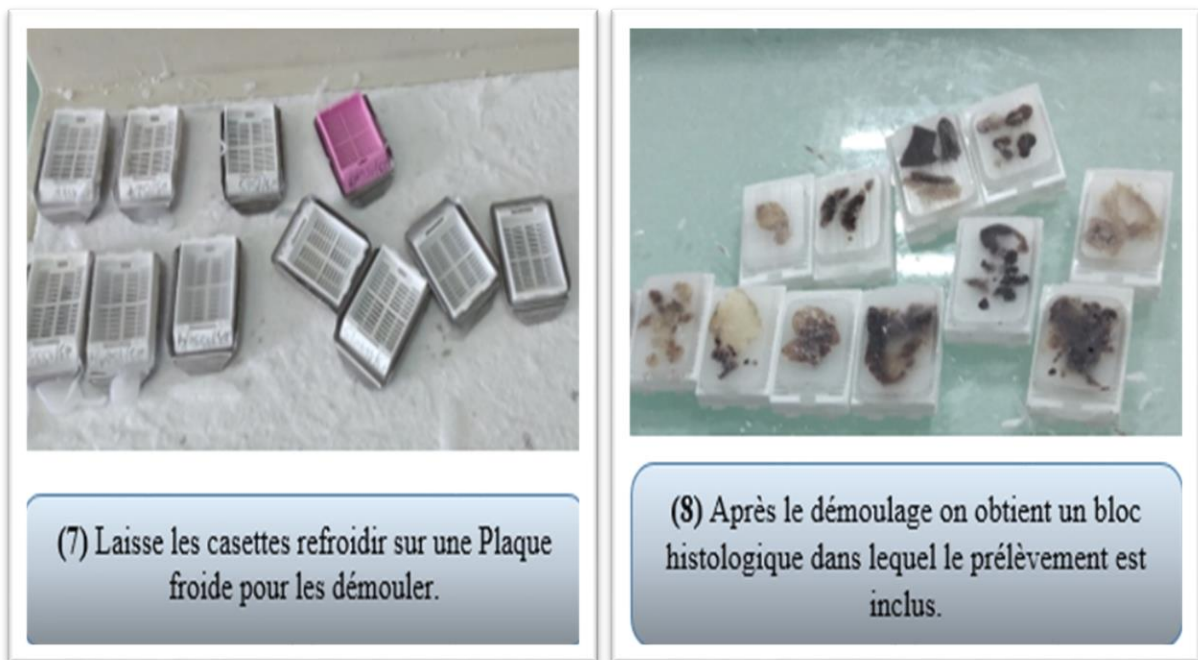 (7) Laisse les casettes refroidir sur une Plaque
froide pour les démouler.
(8) Après le démoulage on obtient un bloc
histologique dans lequel le prélèvement est
inclus.